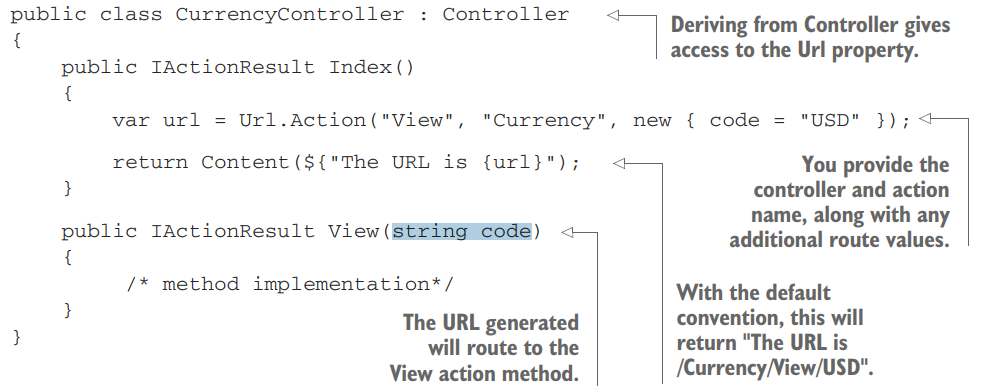 public class CurrencyController : Controller
{
public IActionResult Index()
{
var url = Url.Action("View", "Currency", new { code = "USD" });
return Content(${"The URL is {url}");
}
public IActionResult View(string code)
{
/* method implementation*/
}
}
Deriving from Controller gives
access to the Url property.
You provide the
controller and action
name, along with any
additional route values.
With the default
convention, this will
return "The URL is
/Currency/View/USD".
The URL generated
will route to the
View action method.